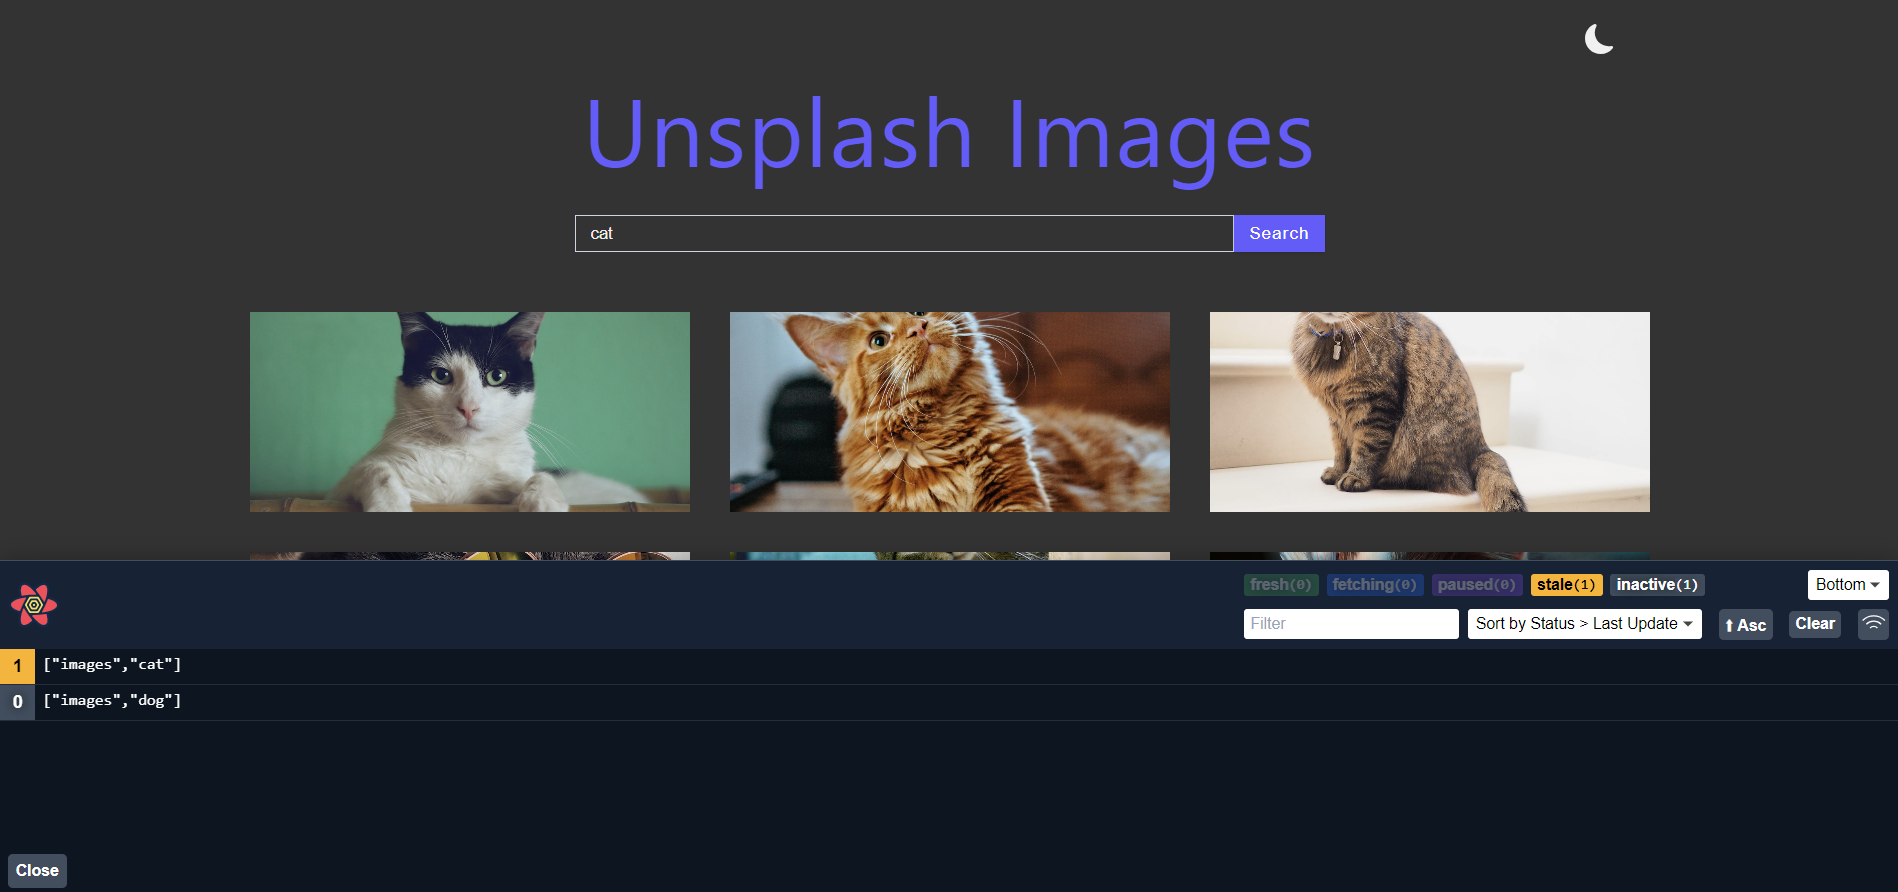 Unsplash Images
cat
Search
fresh(0) fetching(0) paused(0) stale(1) inactive(1)
Bottom
Filter
Sort by Status > Last Update
⬆ Asc
Clear
1 ["images","cat"]
0 ["images","dog"]
Close